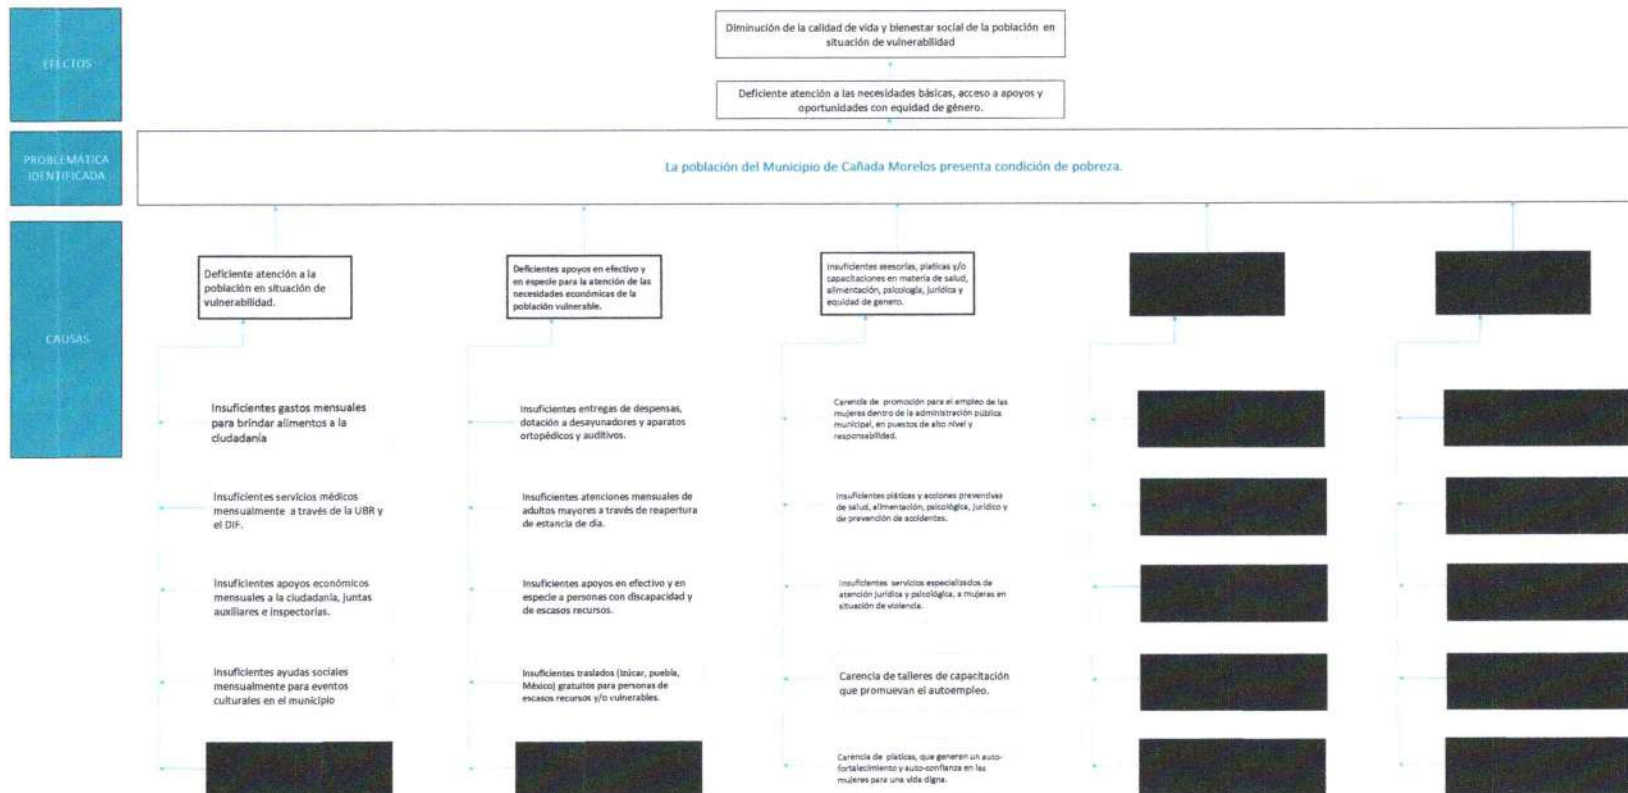 EFECTOS
Diminución de la calidad de vida y bienestar social de la población en
situación de vulnerabilidad
Deficiente atención a las necesidades básicas, acceso a apoyos y
oportunidades con equidad de género.
PROBLEMÁTICA
IDENTIFICADA
La población del Municipio de Cañada Morelos presenta condición de pobreza.
CAUSAS
Deficiente atención a la
población en situación de
vulnerabilidad.
Insuficientes gastos mensuales
para brindar alimentos a la
ciudadanía
Insuficientes servicios médicos
mensualmente a través de la UBR y
el DIF.
Insuficientes apoyos económicos
mensuales a la ciudadanía, juntas
auxiliares e inspectorías.
Insuficientes ayudas sociales
mensualmente para eventos
culturales en el municipio
Deficientes apoyos en efectivo y
en especie para la atención de las
necesidades económicas de la
población vulnerable.
Insuficientes entregas de despensas,
dotación a desayunadores y aparatos
ortopédicos y auditivos.
Insuficientes atenciones mensuales de
adultos mayores a través de reapertura
de estancia de día.
Insuficientes apoyos en efectivo y en
especie a personas con discapacidad y
de escasos recursos.
Insuficientes traslados (Izúcar, puebla,
México) gratuitos para personas de
escasos recursos y/o vulnerables.
Insuficientes asesorías, platicas y/o
capacitaciones en materia de salud,
alimentación, psicología, jurídica y
equidad de genero.
Carencia de promoción para el empleo de las
mujeres dentro de la administración pública
municipal, en puestos de alto nivel y
responsabilidad.
Insuficientes pláticas y acciones preventivas
de salud, alimentación, psicológica, jurídico y
de prevención de accidentes.
Insuficientes servicios especializados de
atención jurídica y psicológica, a mujeres en
situación de violencia.
Carencia de talleres de capacitación
que promuevan el autoempleo.
Carencia de pláticas, que generen un auto-
fortalecimiento y auto-confianza en las
mujeres para una vida digna.